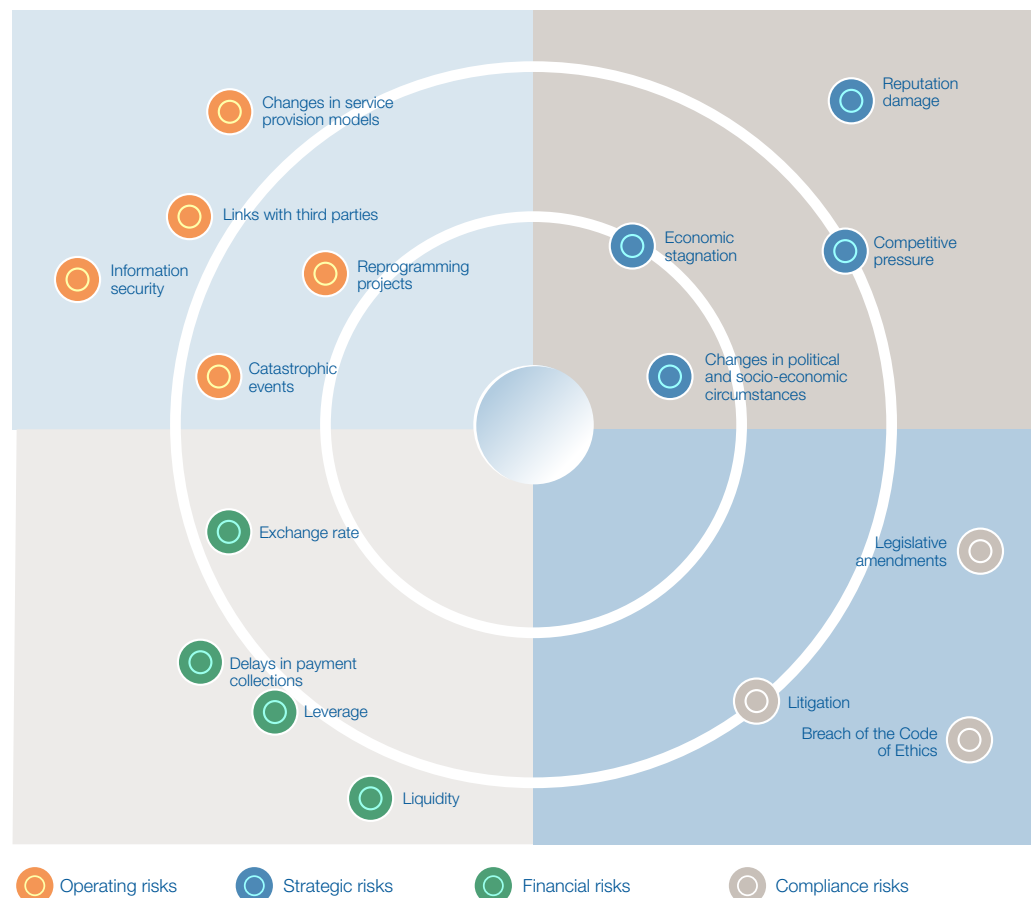 Changes in service
provision models
Links with third parties
Information
security
Reprogramming
projects
Catastrophic
events
Reputation
damage
Economic
stagnation
Competitive
pressure
Changes in political
and socio-economic
circumstances
Exchange rate
Delays in payment
collections
Leverage
Liquidity
Legislative
amendments
Litigation
Breach of the Code
of Ethics
Operating risks
Strategic risks
Financial risks
Compliance risks